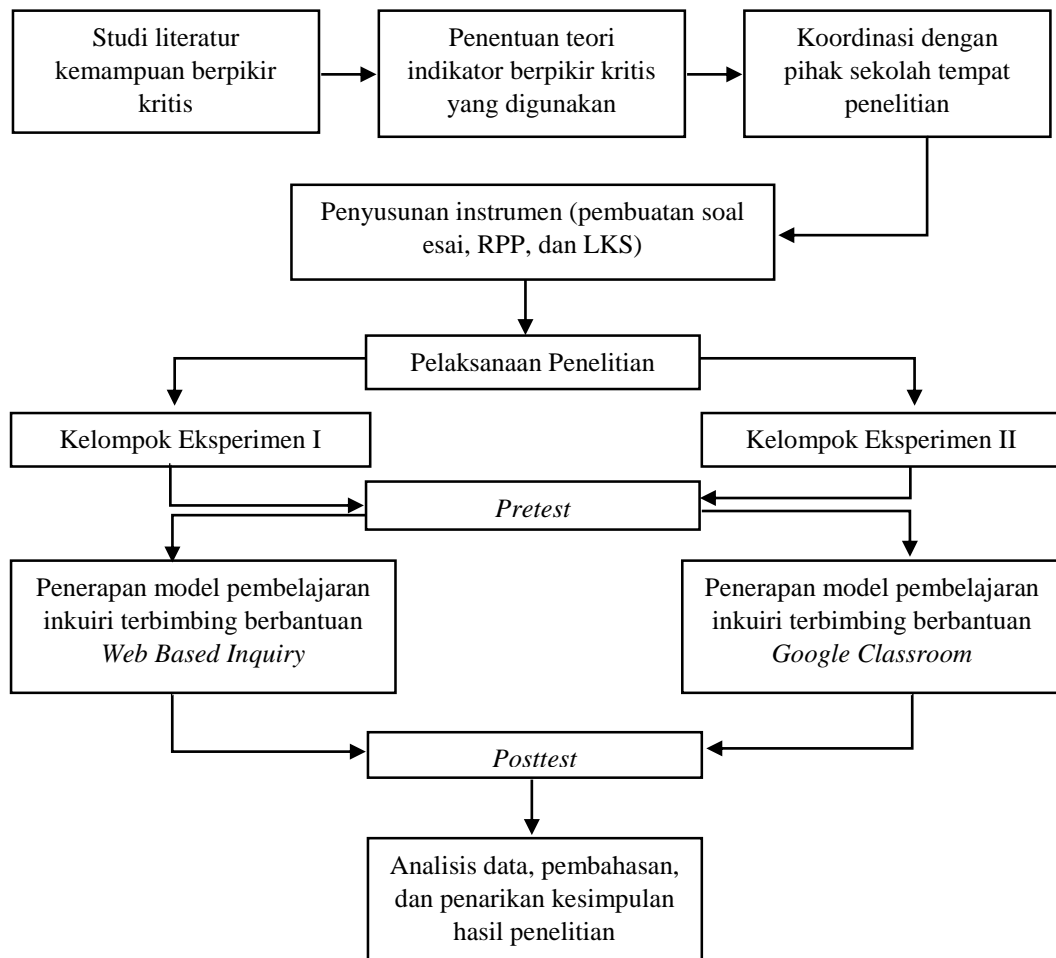 Studi literatur
kemampuan berpikir
kritis
Penentuan teori
indikator berpikir kritis
yang digunakan
Koordinasi dengan
pihak sekolah tempat
penelitian
Penyusunan instrumen (pembuatan soal
esai, RPP, dan LKS)
Pelaksanaan Penelitian
Kelompok Eksperimen I
Kelompok Eksperimen II
Pretest
Penerapan model pembelajaran
inkuiri terbimbing berbantuan
Web Based Inquiry
Penerapan model pembelajaran
inkuiri terbimbing berbantuan
Google Classroom
Posttest
Analisis data, pembahasan,
dan penarikan kesimpulan
hasil penelitian